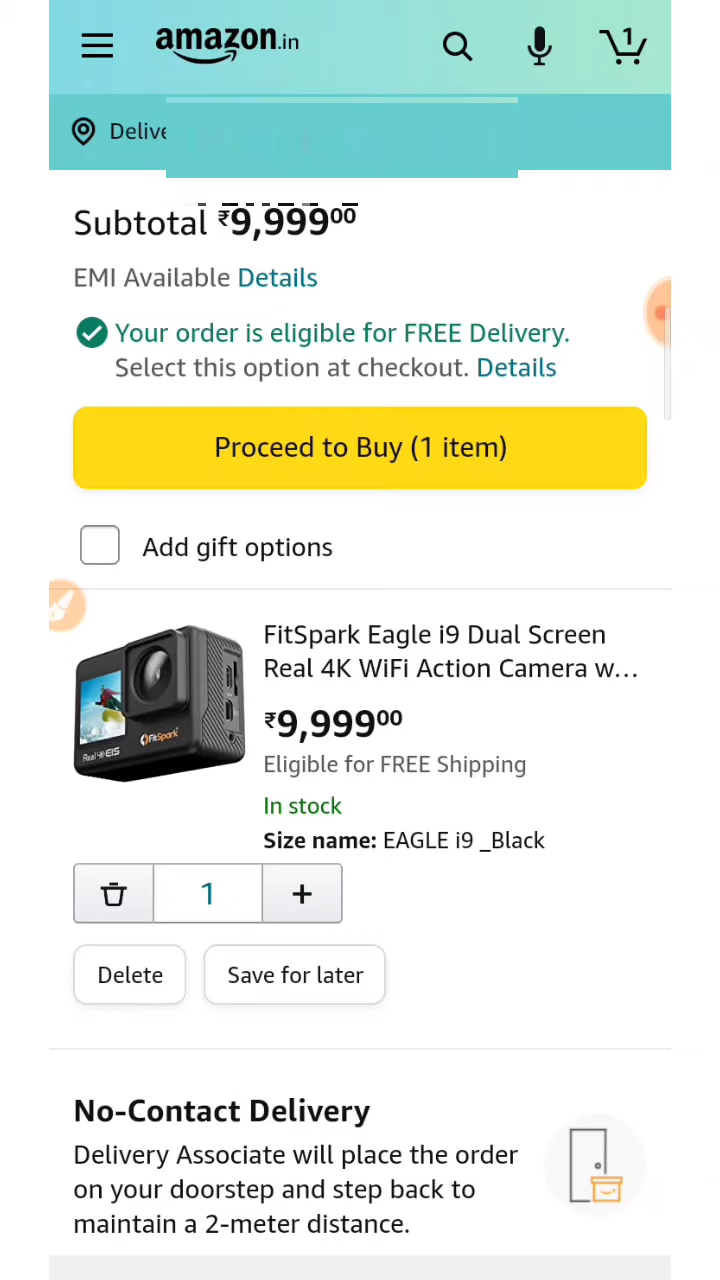 amazon.in
1
Delive
Subtotal ₹9,999⁰⁰
EMI Available Details
Your order is eligible for FREE Delivery.
Select this option at checkout. Details
Proceed to Buy (1 item)
Add gift options
FitSpark Eagle i9 Dual Screen
Real 4K WiFi Action Camera w...
₹9,999⁰⁰
Eligible for FREE Shipping
In stock
Size name: EAGLE i9 _Black
FitSpark
Real 4K EIS
1 +
Delete Save for later
No-Contact Delivery
Delivery Associate will place the order
on your doorstep and step back to
maintain a 2-meter distance.